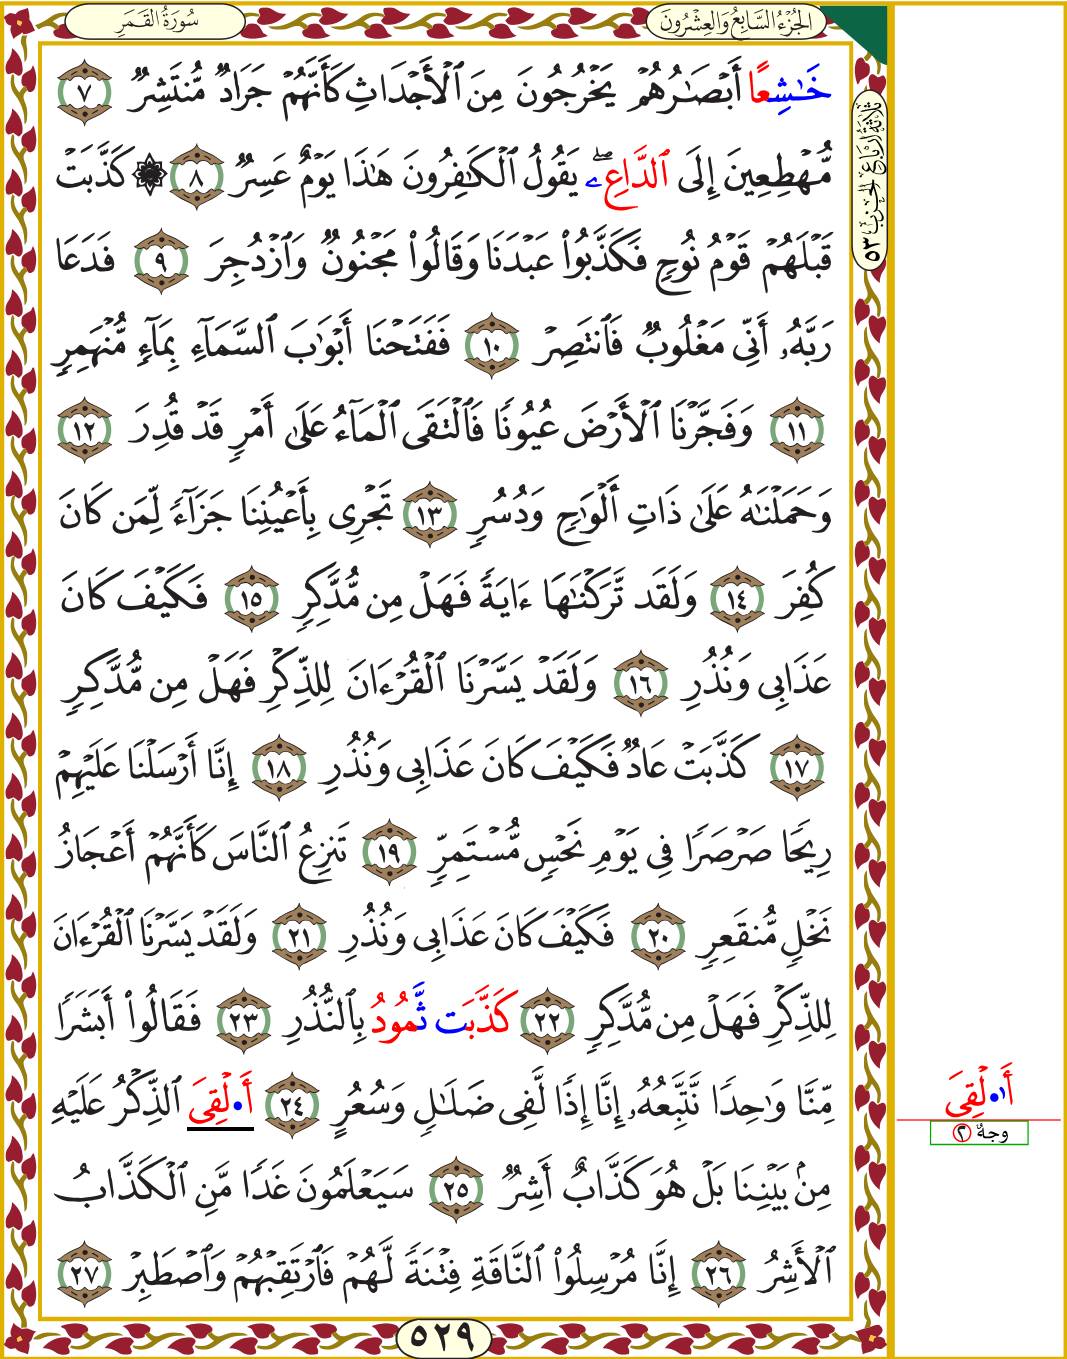 الجُزْءُ السَّابِعُ وَالعِشْرُونَ
سُورَةُ القَمَرِ
خَٰشِعًا أَبْصَٰرُهُمْ يَخْرُجُونَ مِنَ ٱلْأَجْدَاثِ كَأَنَّهُمْ جَرَادٌ مُّنتَشِرٌ ٧
مُّهْطِعِينَ إِلَى ٱلدَّاعِۦ يَقُولُ ٱلْكَٰفِرُونَ هَٰذَا يَوْمٌ عَسِرٌ ٨ ۞ كَذَّبَتْ
قَبْلَهُمْ قَوْمُ نُوحٍ فَكَذَّبُوا۟ عَبْدَنَا وَقَالُوا۟ مَجْنُونٌ وَٱزْدُجِرَ ٩ فَدَعَا
رَبَّهُۥ أَنِّى مَغْلُوبٌ فَٱنتَصِرْ ١٠ فَفَتَحْنَا أَبْوَٰبَ ٱلسَّمَآءِ بِمَآءٍ مُّنْهَمِرٍ
١١ وَفَجَّرْنَا ٱلْأَرْضَ عُيُونًا فَٱلْتَقَى ٱلْمَآءُ عَلَىٰ أَمْرٍ قَدْ قُدِرَ ١٢
وَحَمَلْنَٰهُ عَلَىٰ ذَاتِ أَلْوَٰحٍ وَدُسُرٍ ١٣ تَجْرِى بِأَعْيُنِنَا جَزَآءً لِّمَن كَانَ
كُفِرَ ١٤ وَلَقَد تَّرَكْنَٰهَا ءَايَةً فَهَلْ مِن مُّدَّكِرٍ ١٥ فَكَيْفَ كَانَ
عَذَابِى وَنُذُرِ ١٦ وَلَقَدْ يَسَّرْنَا ٱلْقُرْءَانَ لِلذِّكْرِ فَهَلْ مِن مُّدَّكِرٍ
١٧ كَذَّبَتْ عَادٌ فَكَيْفَ كَانَ عَذَابِى وَنُذُرِ ١٨ إِنَّا أَرْسَلْنَا عَلَيْهِمْ
رِيحًا صَرْصَرًا فِى يَوْمِ نَحْسٍ مُّسْتَمِرٍّ ١٩ تَنزِعُ ٱلنَّاسَ كَأَنَّهُمْ أَعْجَازُ
نَخْلٍ مُّنقَعِرٍ ٢٠ فَكَيْفَ كَانَ عَذَابِى وَنُذُرِ ٢١ وَلَقَدْ يَسَّرْنَا ٱلْقُرْءَانَ
لِلذِّكْرِ فَهَلْ مِن مُّدَّكِرٍ ٢٢ كَذَّبَت ثَّمُودُ بِٱلنُّذُرِ ٢٣ فَقَالُوا۟ أَبَشَرًا
مِّنَّا وَٰحِدًا نَّتَّبِعُهُۥ إِنَّا إِذًا لَّفِى ضَلَٰلٍ وَسُعُرٍ ٢٤ أَ•لْقِىَ ٱلذِّكْرُ عَلَيْهِ
مِنۢ بَيْنِنَا بَلْ هُوَ كَذَّابٌ أَشِرٌ ٢٥ سَيَعْلَمُونَ غَدًا مَّنِ ٱلْكَذَّابُ
ٱلْأَشِرُ ٢٦ إِنَّا مُرْسِلُوا۟ ٱلنَّاقَةِ فِتْنَةً لَّهُمْ فَٱرْتَقِبْهُمْ وَٱصْطَبِرْ ٢٧
ثلاثة أرباع الحزب ٥٣
أَا•لْقِىَ
وجهٌ ٢
٥٢٩